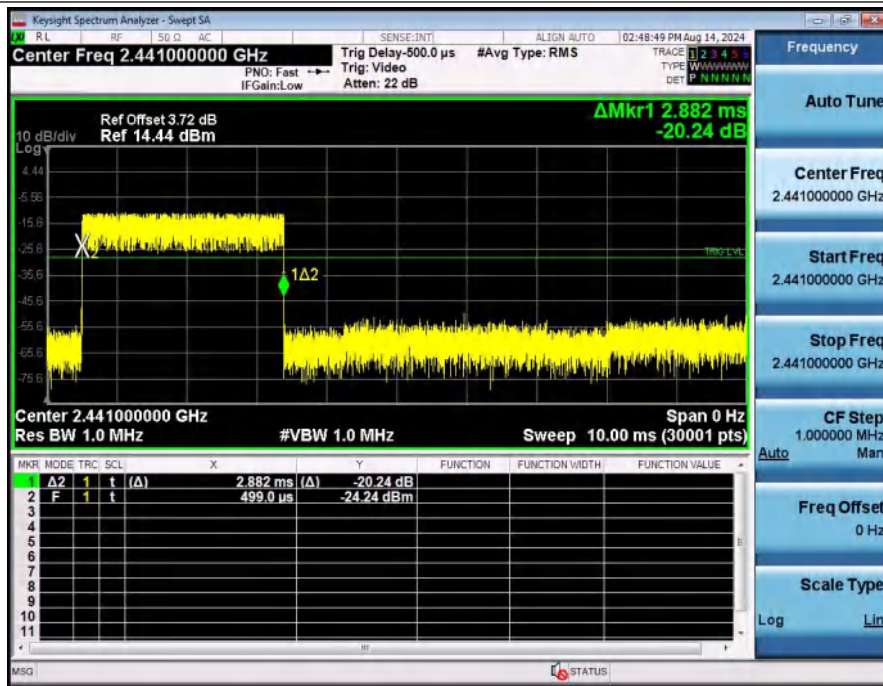 Keysight Spectrum Analyzer - Swept SA
RL RF 50 Ω AC SENSE:INT ALIGN AUTO 02:48:49 PM Aug 14, 2024
Center Freq 2.441000000 GHz
PNO: Fast
IFGain:Low
Trig Delay-500.0 µs
Trig: Video
Atten: 22 dB
#Avg Type: RMS
TRACE 1 2 3 4 5 6
TYPE WWWWWW
DET P N N N N N
ΔMkr1 2.882 ms
-20.24 dB
Ref Offset 3.72 dB
10 dB/div Ref 14.44 dBm
Log
4.44
-5.56
-15.6
-25.6
-35.6
-45.6
-55.6
-65.6
-75.6
TRIG LVL
2
1Δ2
Center 2.441000000 GHz Span 0 Hz
Res BW 1.0 MHz #VBW 1.0 MHz Sweep 10.00 ms (30001 pts)
MKR MODE TRC SCL X Y FUNCTION FUNCTION WIDTH FUNCTION VALUE
1 Δ2 1 t (Δ) 2.882 ms (Δ) -20.24 dB
2 F 1 t 499.0 µs -24.24 dBm
3
4
5
6
7
8
9
10
11
MSG STATUS
Frequency
Auto Tune
Center Freq
2.441000000 GHz
Start Freq
2.441000000 GHz
Stop Freq
2.441000000 GHz
CF Step
1.000000 MHz
Auto Man
Freq Offset
0 Hz
Scale Type
Log Lin